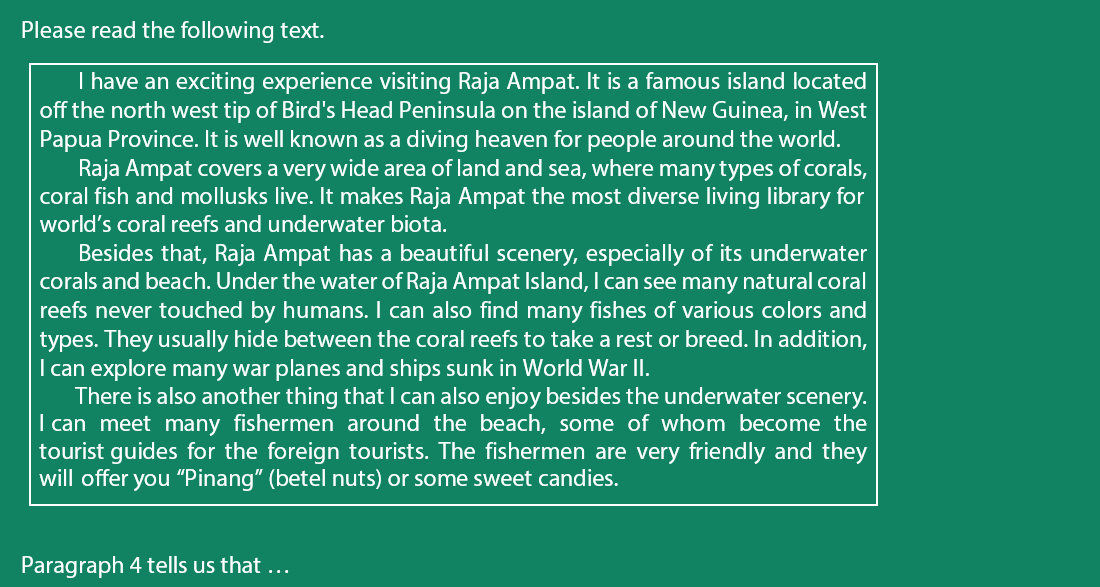 Please read the following text.
I have an exciting experience visiting Raja Ampat. It is a famous island located
off the north west tip of Bird's Head Peninsula on the island of New Guinea, in West
Papua Province. It is well known as a diving heaven for people around the world.
Raja Ampat covers a very wide area of land and sea, where many types of corals,
coral fish and mollusks live. It makes Raja Ampat the most diverse living library for
world’s coral reefs and underwater biota.
Besides that, Raja Ampat has a beautiful scenery, especially of its underwater
corals and beach. Under the water of Raja Ampat Island, I can see many natural coral
reefs never touched by humans. I can also find many fishes of various colors and
types. They usually hide between the coral reefs to take a rest or breed. In addition,
I can explore many war planes and ships sunk in World War II.
There is also another thing that I can also enjoy besides the underwater scenery.
I can meet many fishermen around the beach, some of whom become the
tourist guides for the foreign tourists. The fishermen are very friendly and they
will offer you “Pinang” (betel nuts) or some sweet candies.
Paragraph 4 tells us that …